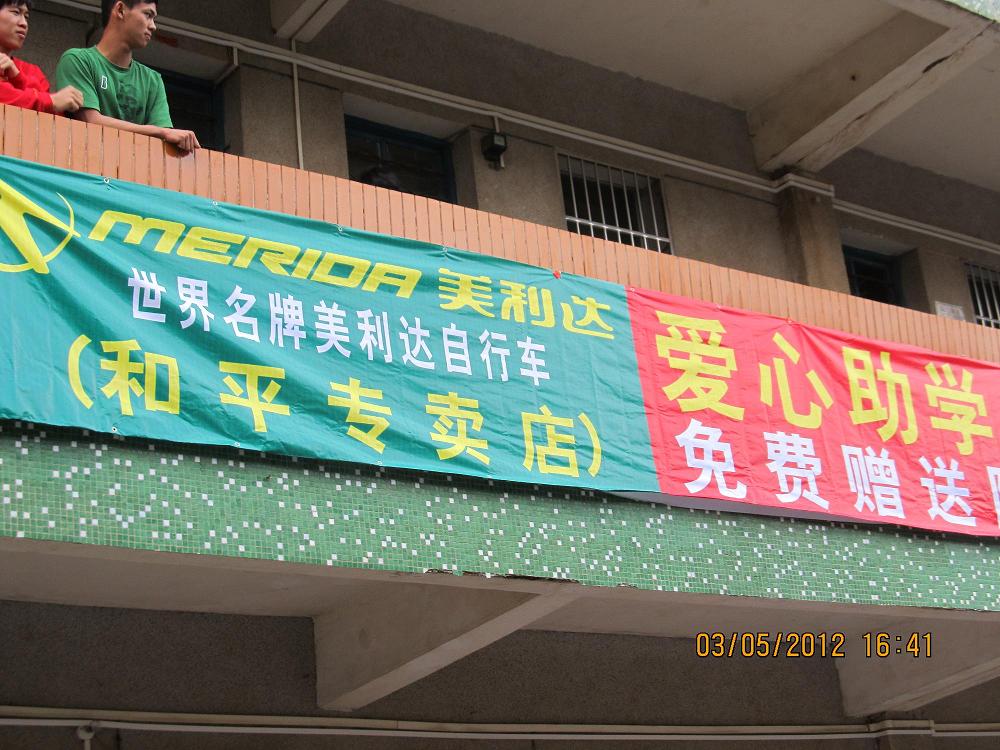 MERIDA 美利达
世界名牌美利达自行车
(和平专卖店)
爱心助学
免费赠送
03/05/2012 16:41